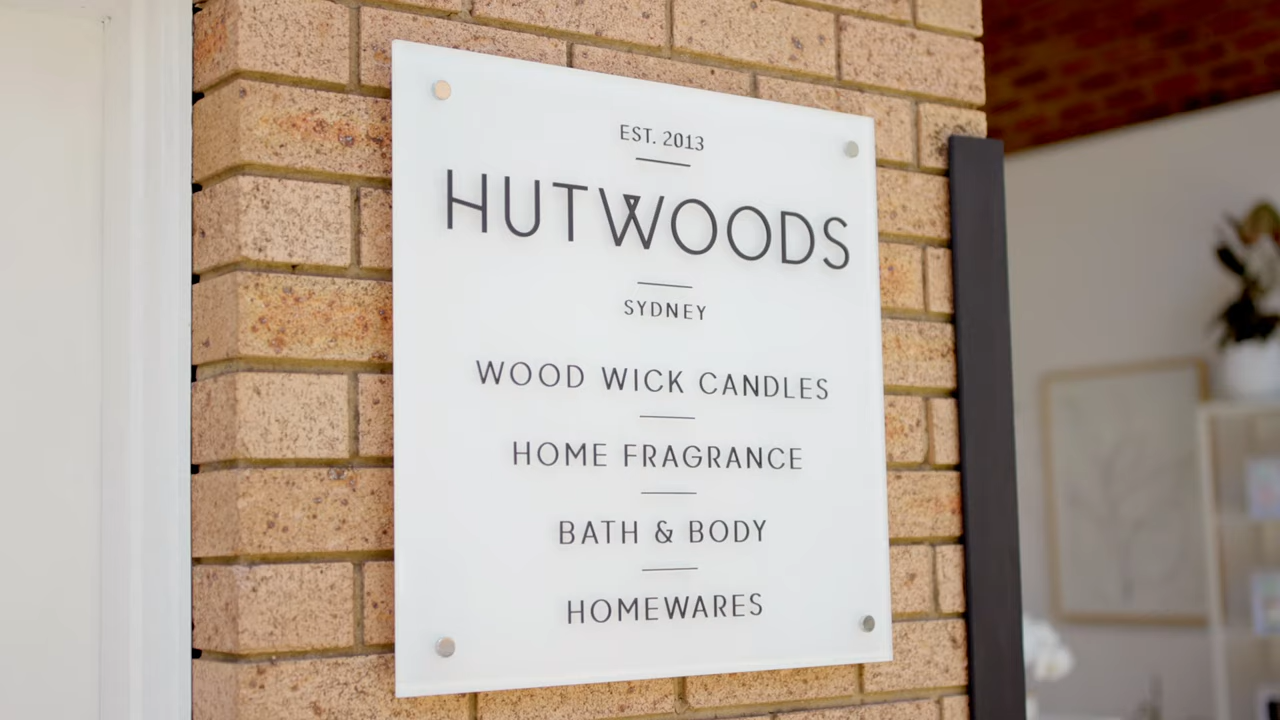 EST. 2013
HUTWOODS
SYDNEY
WOOD WICK CANDLES
HOME FRAGRANCE
BATH & BODY
HOMEWARES